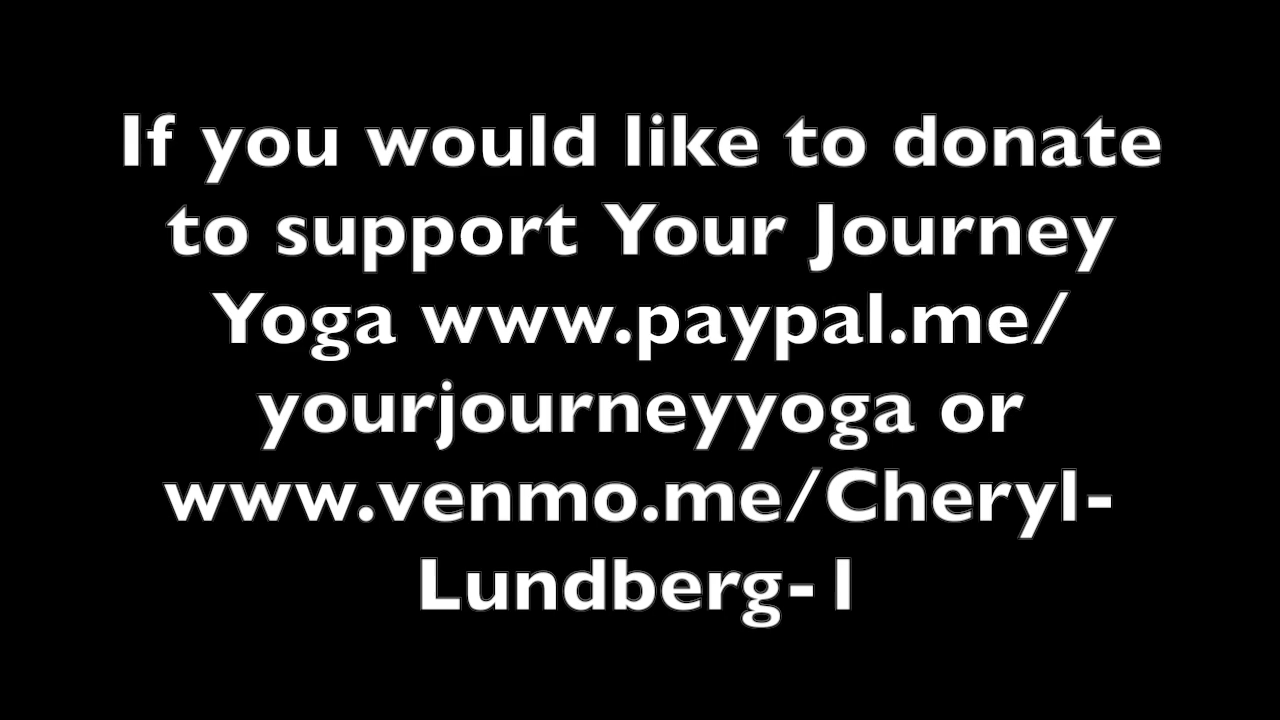 If you would like to donate
to support Your Journey
Yoga www.paypal.me/
yourjourneyyoga or
www.venmo.me/Cheryl-
Lundberg-1